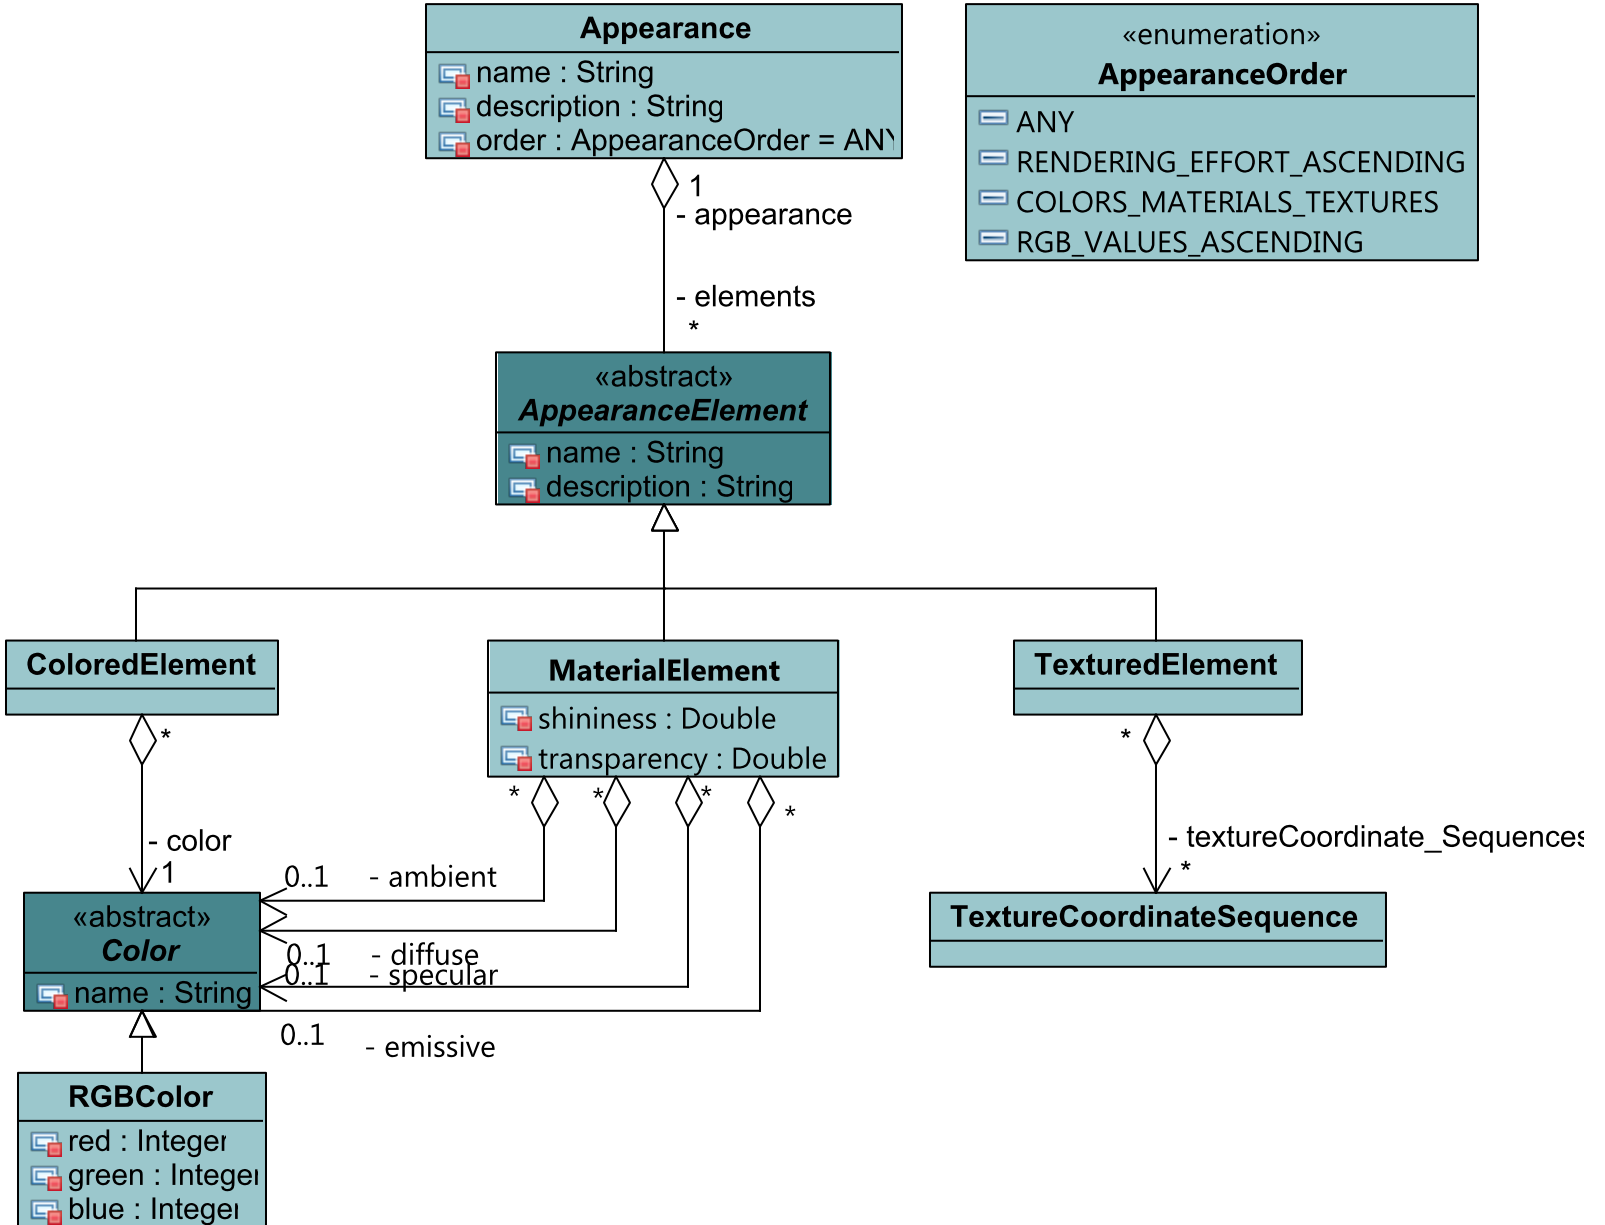 Appearance
name : String
description : String
order : AppearanceOrder = ANY
«enumeration»
AppearanceOrder
ANY
RENDERING_EFFORT_ASCENDING
COLORS_MATERIALS_TEXTURES
RGB_VALUES_ASCENDING
1
- appearance
- elements
*
«abstract»
AppearanceElement
name : String
description : String
ColoredElement
MaterialElement
shininess : Double
transparency : Double
TexturedElement
*
*
*
*
*
*
- color
1
- textureCoordinate_Sequences
*
0..1 - ambient
0..1 - diffuse
0..1 - specular
0..1 - emissive
«abstract»
Color
name : String
TextureCoordinateSequence
RGBColor
red : Integer
green : Integer
blue : Integer